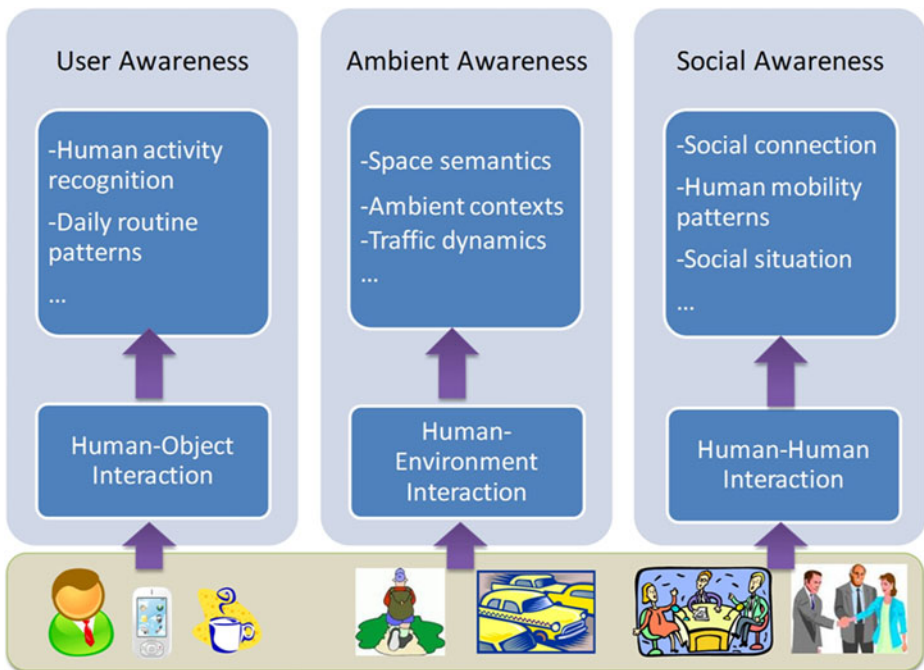 User Awareness
-Human activity
recognition
-Daily routine
patterns
...
Human-Object
Interaction
Ambient Awareness
-Space semantics
-Ambient contexts
-Traffic dynamics
...
Human-
Environment
Interaction
Social Awareness
-Social connection
-Human mobility
patterns
-Social situation
...
Human-Human
Interaction